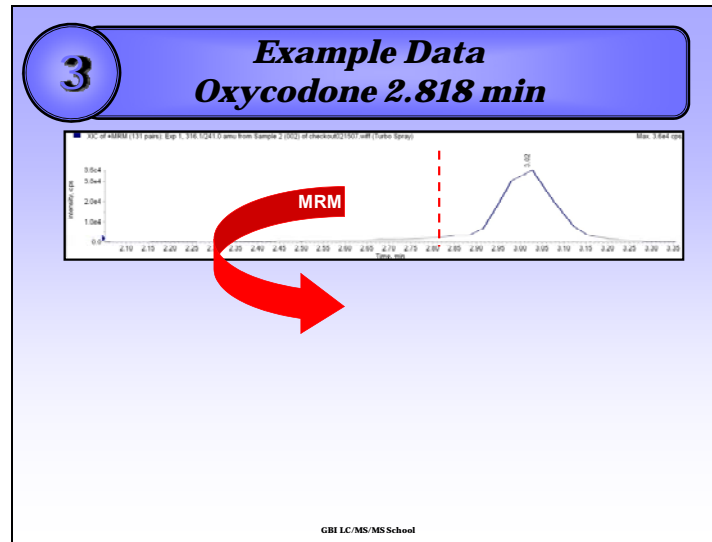 3
Example Data
Oxycodone 2.818 min
XIC of +MRM (131 pairs): Exp 1, 316.1/241.0 amu from Sample 2 (002) of checkout021507.wiff (Turbo Spray)
Max. 3.6e4 cps.
3.6e4
3.0e4
2.0e4
1.0e4
0.0
Intensity, cps
3.02
MRM
2.10 2.15 2.20 2.25 2.30 2.35 2.40 2.45 2.50 2.55 2.60 2.65 2.70 2.75 2.80 2.85 2.90 2.95 3.00 3.05 3.10 3.15 3.20 3.25 3.30 3.35
Time, min
GBI LC/MS/MS School